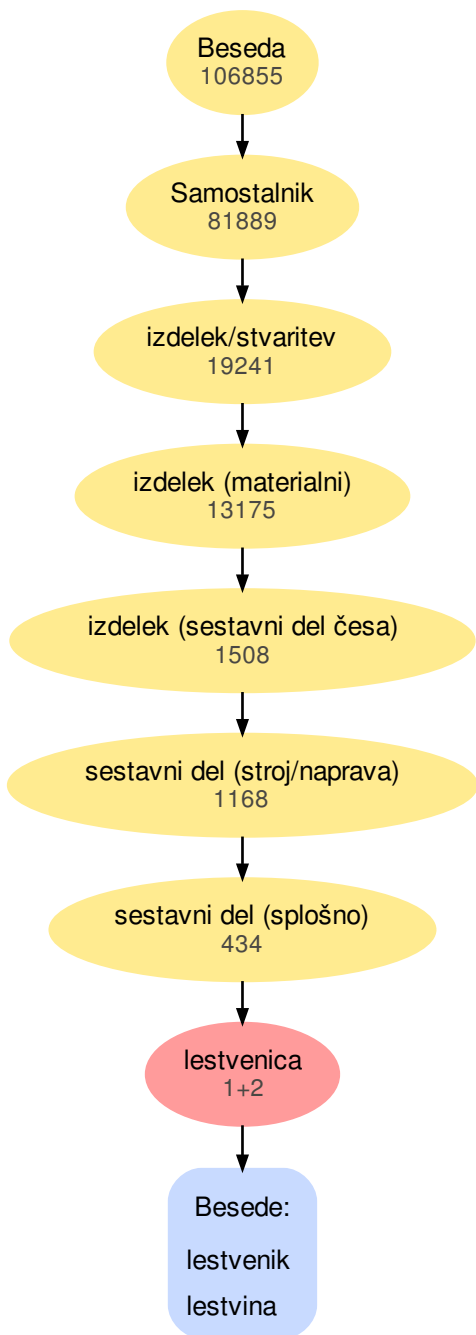 Beseda
106855
Samostalnik
81889
izdelek/stvaritev
19241
izdelek (materialni)
13175
izdelek (sestavni del česa)
1508
sestavni del (stroj/naprava)
1168
sestavni del (splošno)
434
lestvenica
1+2
Besede:
lestvenik
lestvina